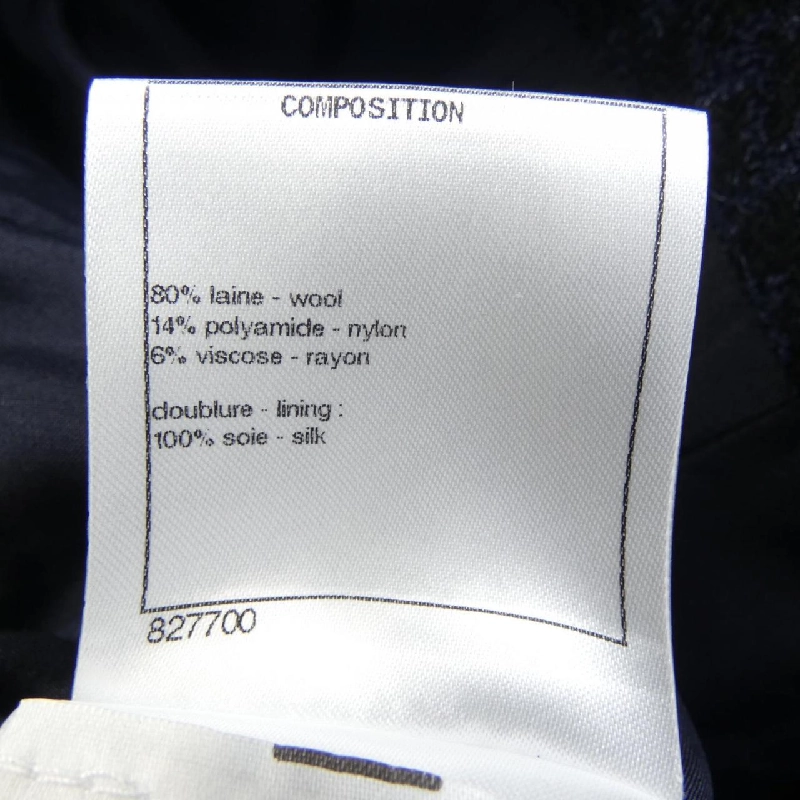 COMPOSITION
80% laine - wool
14% polyamide - nylon
6% viscose - rayon
doublure - lining :
100% soie - silk
827700